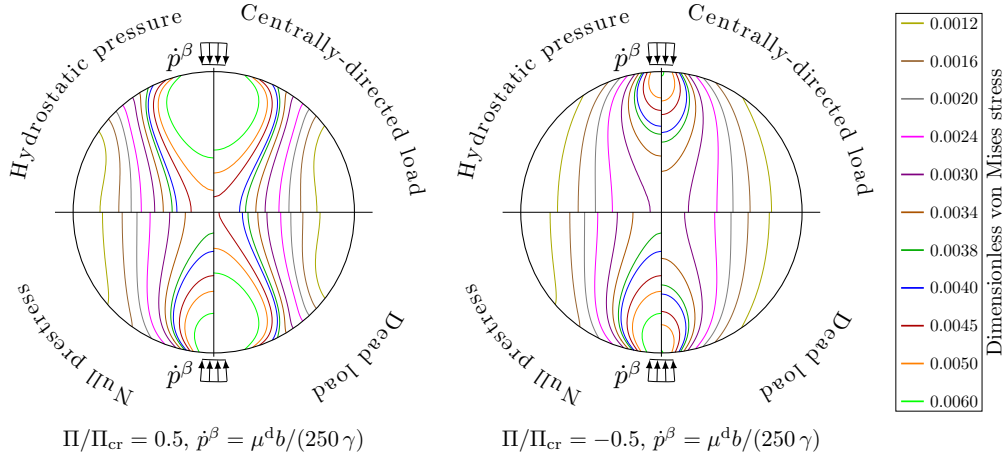 Hydrostatic pressure
Centrally-directed load
ṗ^β
Null prestress
Dead load
ṗ^β
Π/Π_cr = 0.5, ṗ^β = μ^d b/(250 γ)
Hydrostatic pressure
Centrally-directed load
ṗ^β
Null prestress
Dead load
ṗ^β
Π/Π_cr = −0.5, ṗ^β = μ^d b/(250 γ)
0.0012
0.0016
0.0020
0.0024
0.0030
0.0034
0.0038
0.0040
0.0045
0.0050
0.0060
Dimensionless von Mises stress